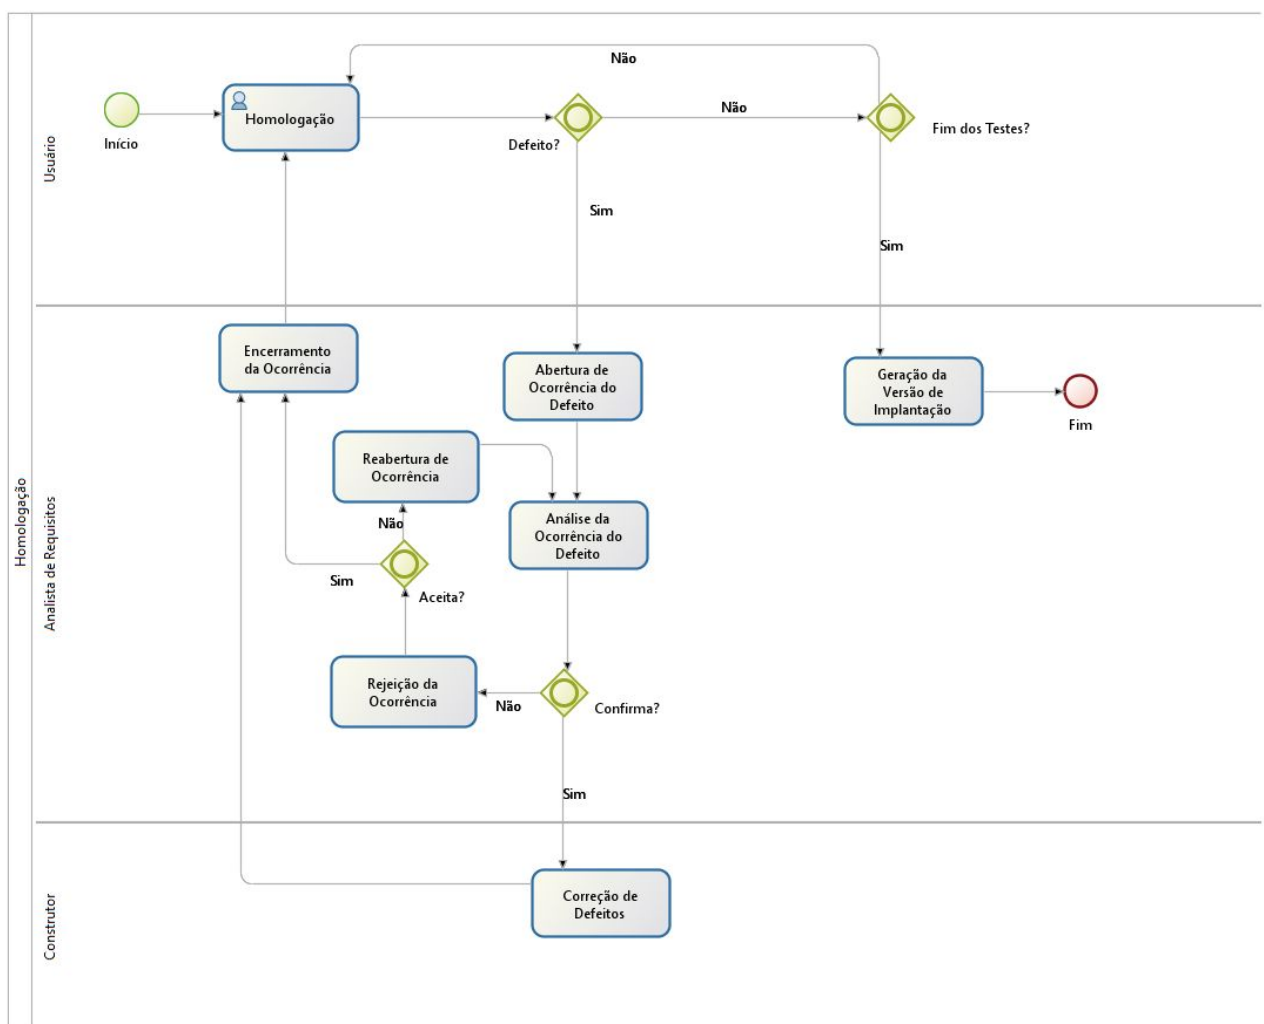 Não
Homologação
Não
Início
Defeito?
Fim dos Testes?
Usuário
Sim
Sim
Encerramento
da Ocorrência
Abertura de
Ocorrência do
Defeito
Geração da
Versão de
Implantação
Fim
Reabertura de
Ocorrência
Homologação
Analista de Requisitos
Não
Análise da
Ocorrência do
Defeito
Sim
Aceita?
Rejeição da
Ocorrência
Não
Confirma?
Sim
Construtor
Correção de
Defeitos